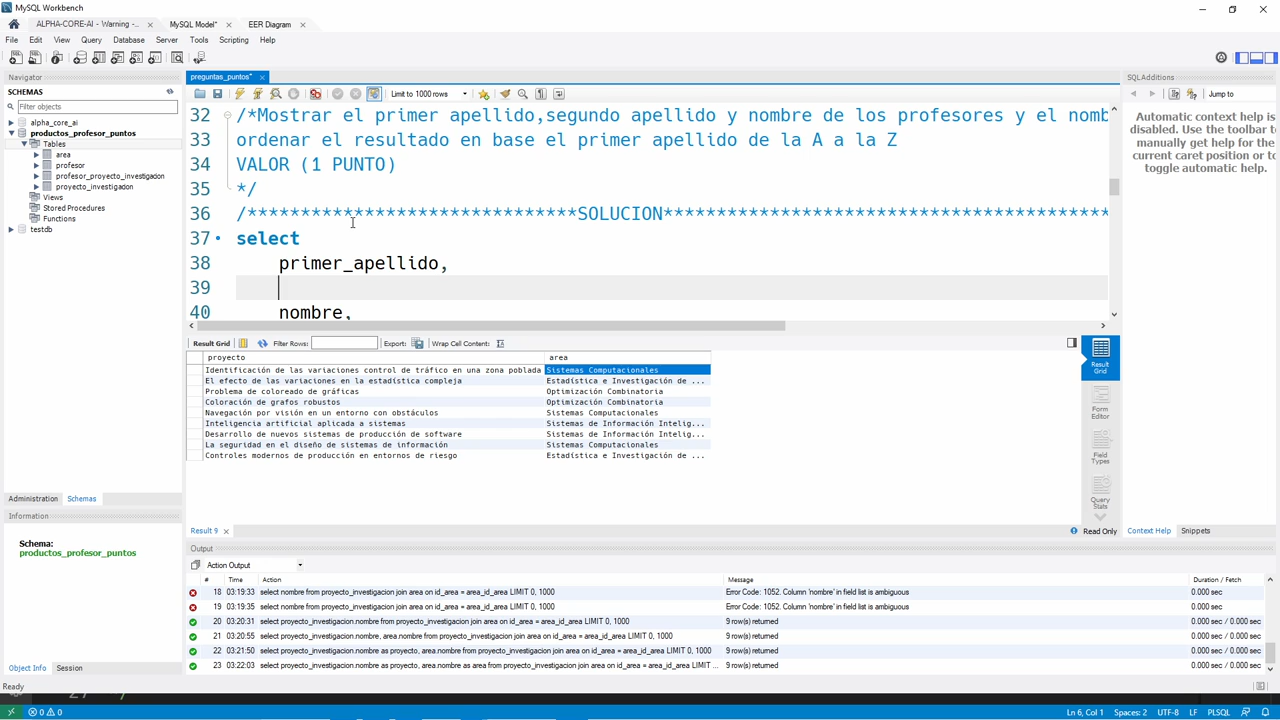 MySQL Workbench
ALPHA-CORE-AI - Warning -...
MySQL Model*
EER Diagram
File Edit View Query Database Server Tools Scripting Help
Navigator
SCHEMAS
Filter objects
alpha_core_ai
productos_profesor_puntos
Tables
area
profesor
profesor_proyecto_investigador
proyecto_investigadon
Views
Stored Procedures
Functions
testdb
Administration Schemas
Information
Schema:
productos_profesor_puntos
Object Info Session
Ready
preguntas_puntos*
Limit to 1000 rows
32 /*Mostrar el primer apellido,segundo apellido y nombre de los profesores y el nomb
33 ordenar el resultado en base el primer apellido de la A a la Z
34 VALOR (1 PUNTO)
35 */
36 /*******************************SOLUCION******************************************
37 select
38 primer_apellido,
39
40 nombre,
Result Grid Filter Rows: Export: Wrap Cell Content:
proyecto area
Identificación de las variaciones control de tráfico en una zona poblada Sistemas Computacionales
El efecto de las variaciones en la estadística compleja Estadística e Investigación de ...
Problema de coloreado de gráficas Optimización Combinatoria
Coloración de grafos robustos Optimización Combinatoria
Navegación por visión en un entorno con obstáculos Sistemas Computacionales
Inteligencia artificial aplicada a sistemas Sistemas de Información Intelig...
Desarrollo de nuevos sistemas de producción de software Sistemas de Información Intelig...
La seguridad en el diseño de sistemas de información Sistemas Computacionales
Controles modernos de producción en entornos de riesgo Estadística e Investigación de ...
Result Grid
Form Editor
Field Types
Query Stats
Result 9
Read Only
Output
Action Output
# Time Action Message Duration / Fetch
18 03:19:33 select nombre from proyecto_investigacion join area on id_area = area_id_area LIMIT 0, 1000 Error Code: 1052. Column 'nombre' in field list is ambiguous 0.000 sec
19 03:19:35 select nombre from proyecto_investigacion join area on id_area = area_id_area LIMIT 0, 1000 Error Code: 1052. Column 'nombre' in field list is ambiguous 0.000 sec
20 03:20:31 select proyecto_investigacion.nombre from proyecto_investigacion join area on id_area = area_id_area LIMIT 0, 1000 9 row(s) returned 0.000 sec / 0.000 sec
21 03:20:55 select proyecto_investigacion.nombre, area.nombre from proyecto_investigacion join area on id_area = area_id_area LIMIT 0, 1000 9 row(s) returned 0.000 sec / 0.000 sec
22 03:21:50 select proyecto_investigacion.nombre as proyecto, area.nombre from proyecto_investigacion join area on id_area = area_id_area LIMIT 0, 1000 9 row(s) returned 0.000 sec / 0.000 sec
23 03:22:03 select proyecto_investigacion.nombre as proyecto, area.nombre as area from proyecto_investigacion join area on id_area = area_id_area LIMIT ... 9 row(s) returned 0.000 sec / 0.000 sec
SQLAdditions
Jump to
Automatic context help is
disabled. Use the toolbar to
manually get help for the
current caret position or to
toggle automatic help.
Context Help Snippets
0 0 Ln 6, Col 1 Spaces: 2 UTF-8 LF PLSQL